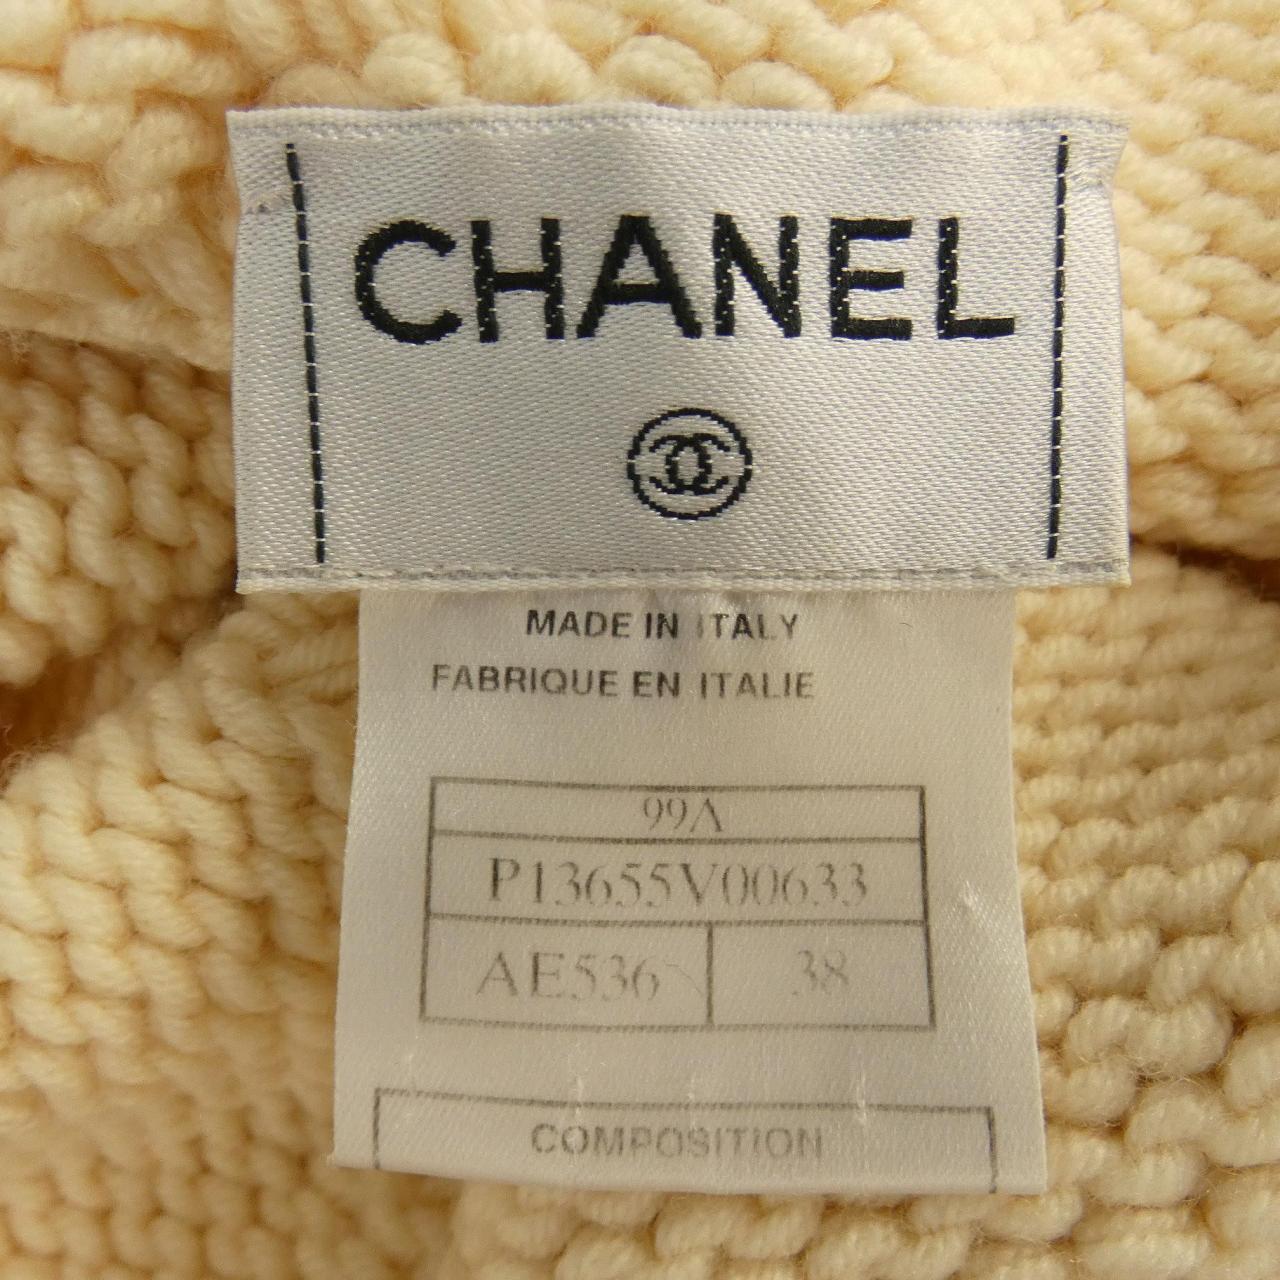 CHANEL
MADE IN ITALY
FABRIQUE EN ITALIE
99A
P13655V00633
AE536 38
COMPOSITION